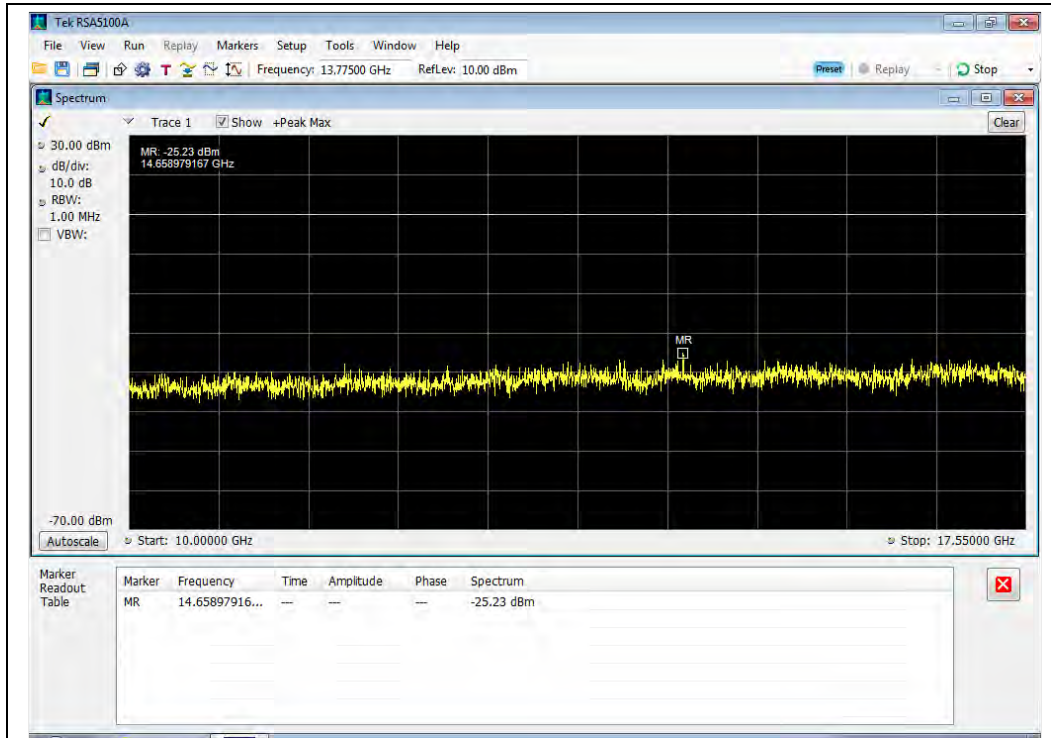 Tek RSA5100A
File View Run Replay Markers Setup Tools Window Help
T Frequency: 13.77500 GHz RefLev: 10.00 dBm Preset Replay Stop
Spectrum
Trace 1 Show +Peak Max Clear
30.00 dBm
dB/div:
10.0 dB
RBW:
1.00 MHz
VBW:
MR: -25.23 dBm
14.658979167 GHz
MR
-70.00 dBm
Autoscale Start: 10.00000 GHz Stop: 17.55000 GHz
Marker
Readout
Table
Marker Frequency Time Amplitude Phase Spectrum
MR 14.65897916... --- --- --- -25.23 dBm